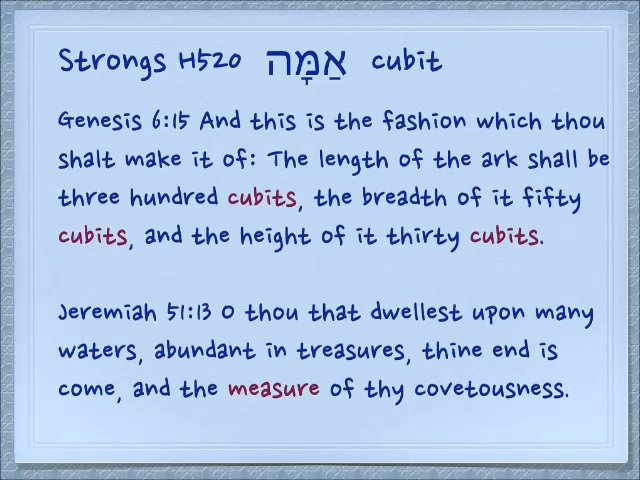 Strongs H520 אַמָּה cubit
Genesis 6:15 And this is the fashion which thou
shalt make it of: The length of the ark shall be
three hundred cubits, the breadth of it fifty
cubits, and the height of it thirty cubits.
Jeremiah 51:13 O thou that dwellest upon many
waters, abundant in treasures, thine end is
come, and the measure of thy covetousness.